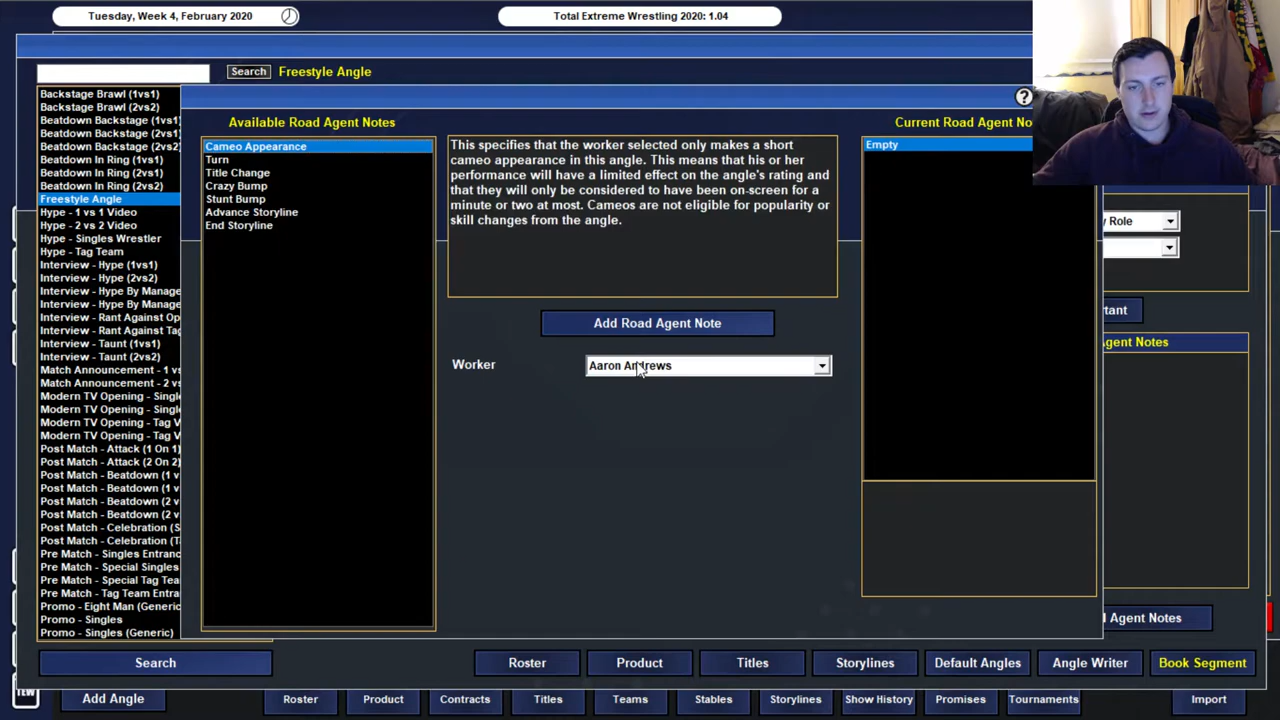 Tuesday, Week 4, February 2020
Total Extreme Wrestling 2020: 1.04
Search
Freestyle Angle
Backstage Brawl (1vs1)
Backstage Brawl (2vs2)
Beatdown Backstage (1vs1)
Beatdown Backstage (1vs2)
Beatdown Backstage (2vs2)
Beatdown In Ring (1vs1)
Beatdown In Ring (1vs2)
Beatdown In Ring (2vs2)
Freestyle Angle
Hype - 1 vs 1 Video
Hype - 2 vs 2 Video
Hype - Singles Wrestler
Hype - Tag Team
Interview - Hype (1vs1)
Interview - Hype (2vs2)
Interview - Hype By Manage
Interview - Hype By Manage
Interview - Rant Against Op
Interview - Rant Against Tag
Interview - Taunt (1vs1)
Interview - Taunt (2vs2)
Match Announcement - 1 vs
Match Announcement - 2 vs
Modern TV Opening - Single
Modern TV Opening - Single
Modern TV Opening - Tag V
Modern TV Opening - Tag V
Post Match - Attack (1 On 1)
Post Match - Attack (2 On 2)
Post Match - Beatdown (1 v
Post Match - Beatdown (1 v
Post Match - Beatdown (2 v
Post Match - Beatdown (2 v
Post Match - Celebration (S
Post Match - Celebration (T
Pre Match - Singles Entranc
Pre Match - Special Singles
Pre Match - Special Tag Tea
Pre Match - Tag Team Entra
Promo - Eight Man (Generic
Promo - Singles
Promo - Singles (Generic)
Search
Available Road Agent Notes
Cameo Appearance
Turn
Title Change
Crazy Bump
Stunt Bump
Advance Storyline
End Storyline
This specifies that the worker selected only makes a short
cameo appearance in this angle. This means that his or her
performance will have a limited effect on the angle's rating and
that they will only be considered to have been on-screen for a
minute or two at most. Cameos are not eligible for popularity or
skill changes from the angle.
Add Road Agent Note
Worker
Aaron Andrews
?
Current Road Agent No
Empty
y Role
rtant
Agent Notes
d Agent Notes
Roster
Product
Titles
Storylines
Default Angles
Angle Writer
Book Segment
TEW
Add Angle
Roster
Product
Contracts
Titles
Teams
Stables
Storylines
Show History
Promises
Tournaments
Import